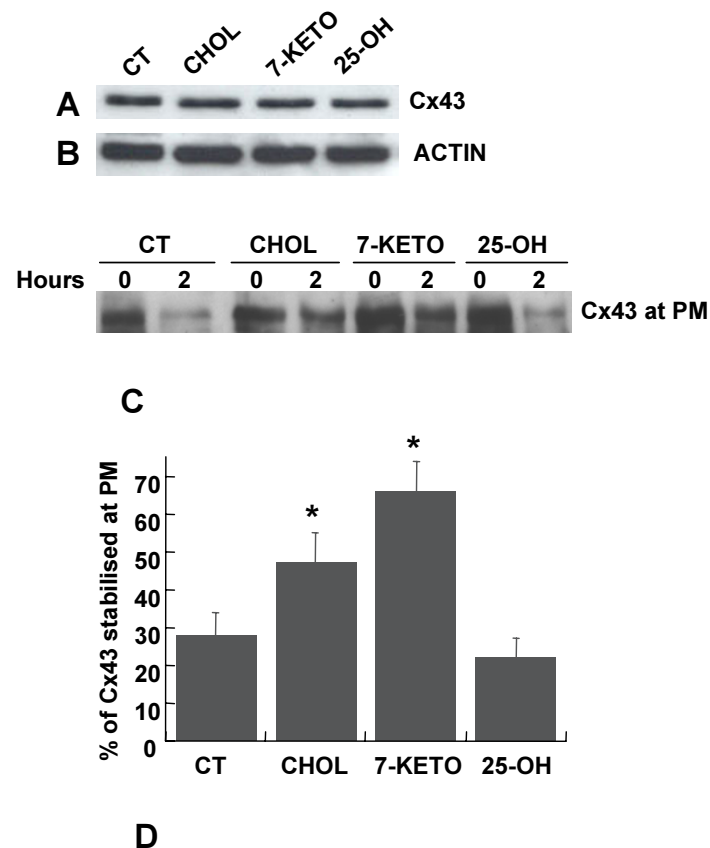 CT CHOL 7-KETO 25-OH
A Cx43
B ACTIN
CT CHOL 7-KETO 25-OH
Hours 0 2 0 2 0 2 0 2
Cx43 at PM
C
% of Cx43 stabilised at PM
*
*
70
60
50
40
30
20
10
0
CT CHOL 7-KETO 25-OH
D